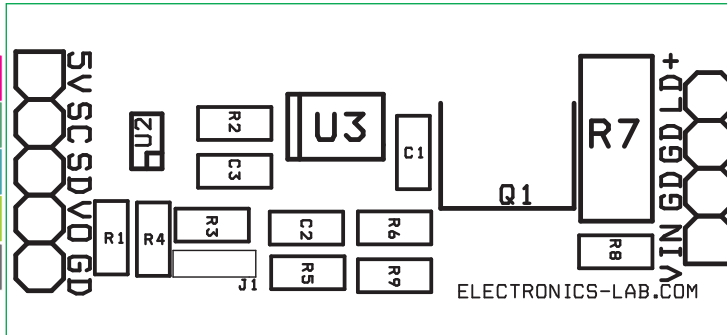 5V SC SD VO GD
U2
R2
C3
U3
C1
Q1
R7
LD+ GD GD VIN
R1
R4
R3
J1
C2
R5
R6
R9
R8
ELECTRONICS-LAB.COM